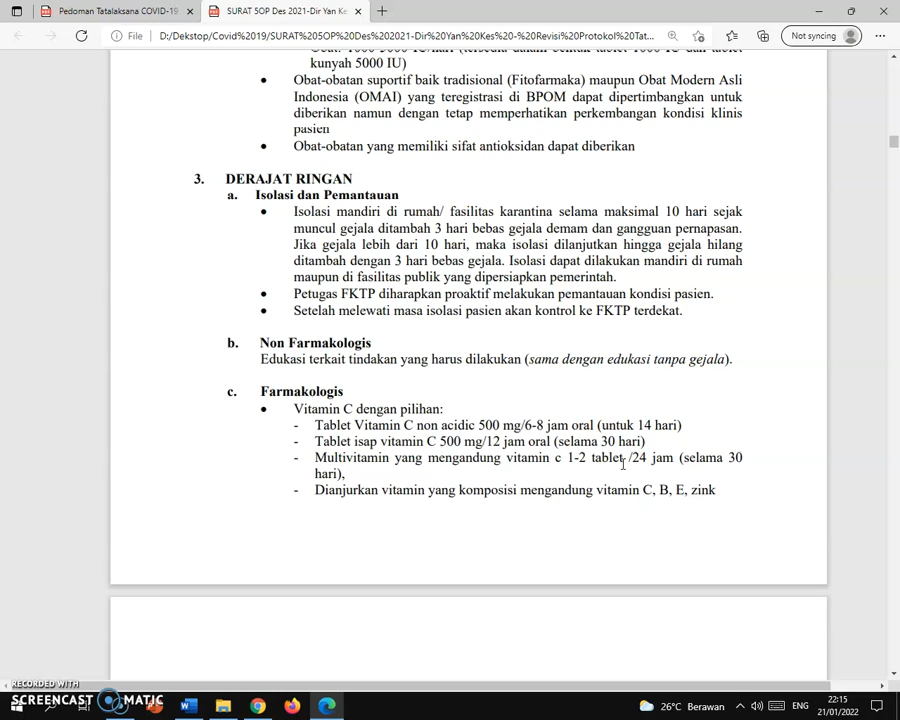 Pedoman Tatalaksana COVID-19
SURAT 5OP Des 2021-Dir Yan Ke
File
D:/Dekstop/Covid%2019/SURAT%205OP%20Des%202021-Dir%20Yan%20Kes%20-%20Revisi%20Protokol%20Tat...
Not syncing
kunyah 5000 IU)
• Obat-obatan suportif baik tradisional (Fitofarmaka) maupun Obat Modern Asli
Indonesia (OMAI) yang teregistrasi di BPOM dapat dipertimbangkan untuk
diberikan namun dengan tetap memperhatikan perkembangan kondisi klinis
pasien
• Obat-obatan yang memiliki sifat antioksidan dapat diberikan
3. DERAJAT RINGAN
a. Isolasi dan Pemantauan
• Isolasi mandiri di rumah/ fasilitas karantina selama maksimal 10 hari sejak
muncul gejala ditambah 3 hari bebas gejala demam dan gangguan pernapasan.
Jika gejala lebih dari 10 hari, maka isolasi dilanjutkan hingga gejala hilang
ditambah dengan 3 hari bebas gejala. Isolasi dapat dilakukan mandiri di rumah
maupun di fasilitas publik yang dipersiapkan pemerintah.
• Petugas FKTP diharapkan proaktif melakukan pemantauan kondisi pasien.
• Setelah melewati masa isolasi pasien akan kontrol ke FKTP terdekat.
b. Non Farmakologis
Edukasi terkait tindakan yang harus dilakukan (sama dengan edukasi tanpa gejala).
c. Farmakologis
• Vitamin C dengan pilihan:
- Tablet Vitamin C non acidic 500 mg/6-8 jam oral (untuk 14 hari)
- Tablet isap vitamin C 500 mg/12 jam oral (selama 30 hari)
- Multivitamin yang mengandung vitamin c 1-2 tablet /24 jam (selama 30
hari),
- Dianjurkan vitamin yang komposisi mengandung vitamin C, B, E, zink
RECORDED WITH
SCREENCAST MATIC
26°C Berawan
ENG
22:15
21/01/2022